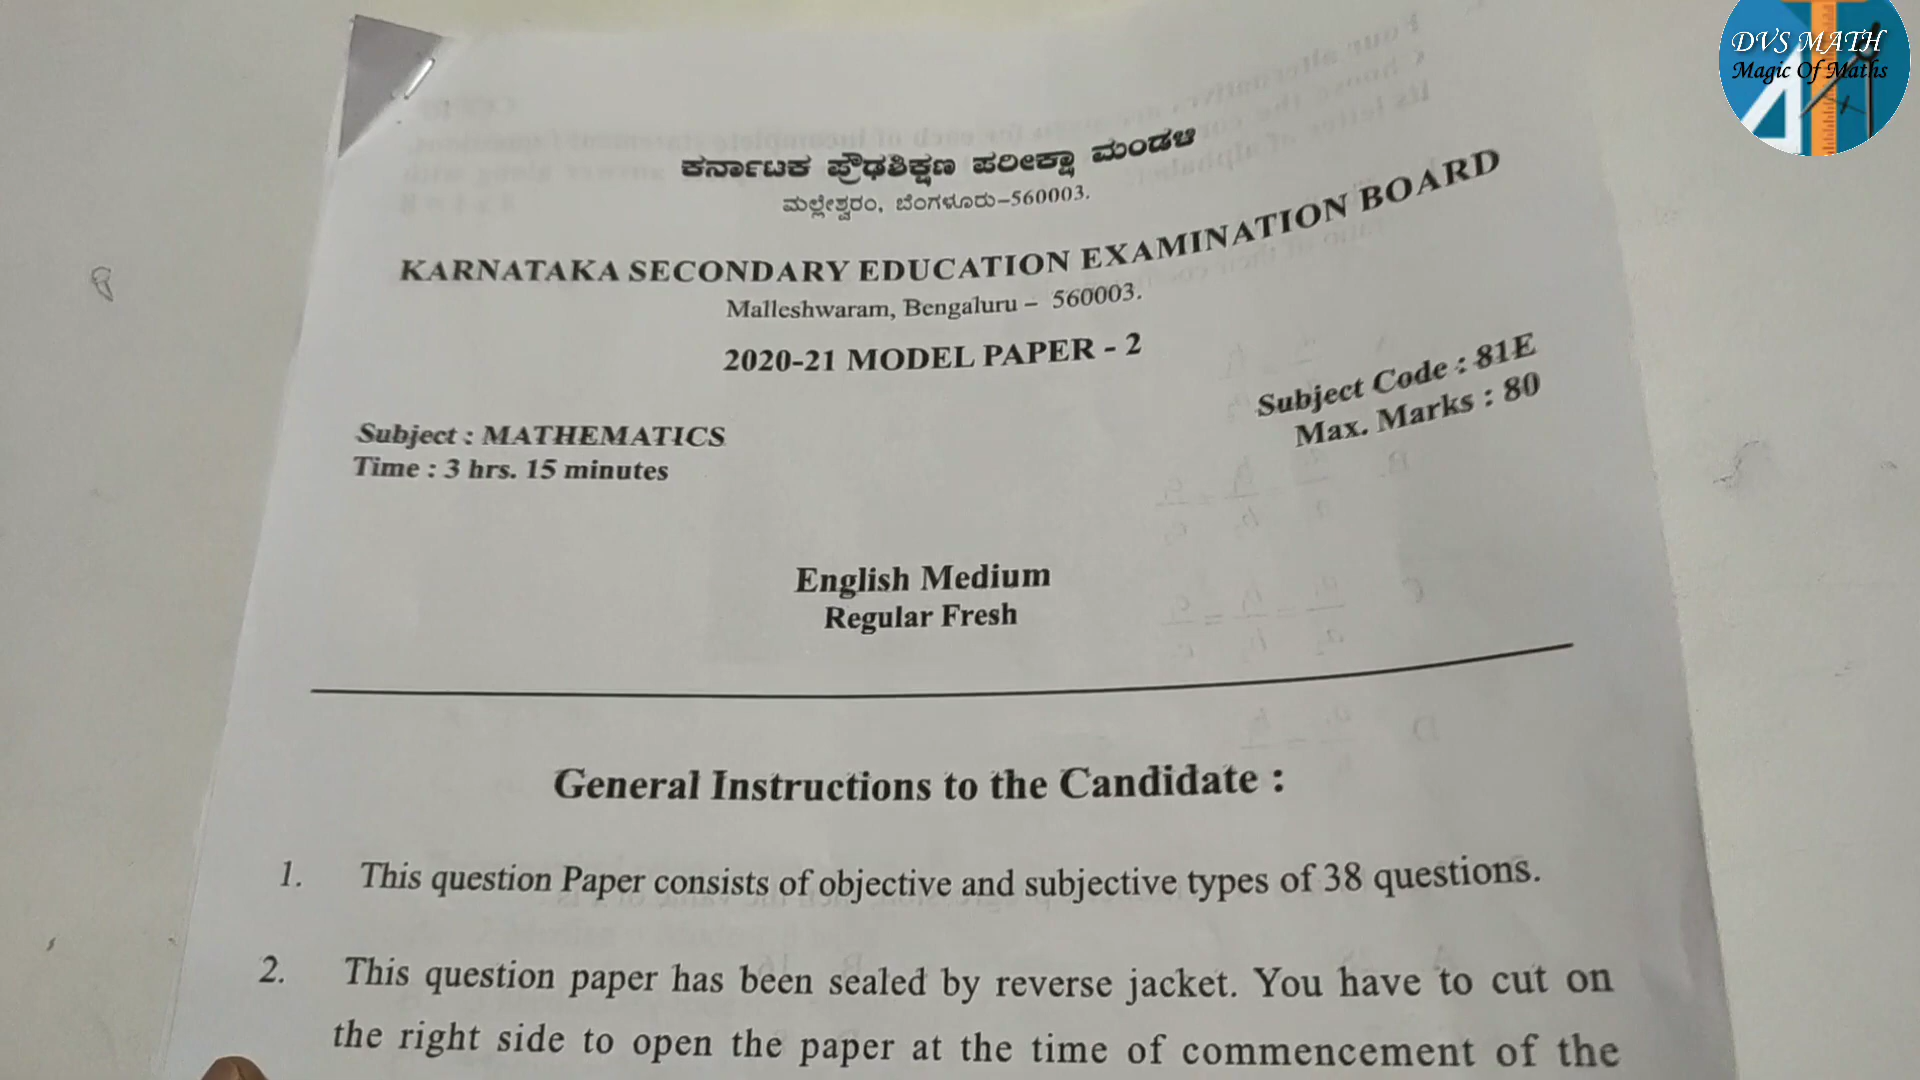 DVS MATH
Magic Of Maths
ಕರ್ನಾಟಕ ಪ್ರೌಢಶಿಕ್ಷಣ ಪರೀಕ್ಷಾ ಮಂಡಳಿ
ಮಲ್ಲೇಶ್ವರಂ, ಬೆಂಗಳೂರು–560003.
KARNATAKA SECONDARY EDUCATION EXAMINATION BOARD
Malleshwaram, Bengaluru – 560003.
2020-21 MODEL PAPER - 2
Subject Code : 81E
Max. Marks : 80
Subject : MATHEMATICS
Time : 3 hrs. 15 minutes
English Medium
Regular Fresh
General Instructions to the Candidate :
1. This question Paper consists of objective and subjective types of 38 questions.
2. This question paper has been sealed by reverse jacket. You have to cut on
the right side to open the paper at the time of commencement of the